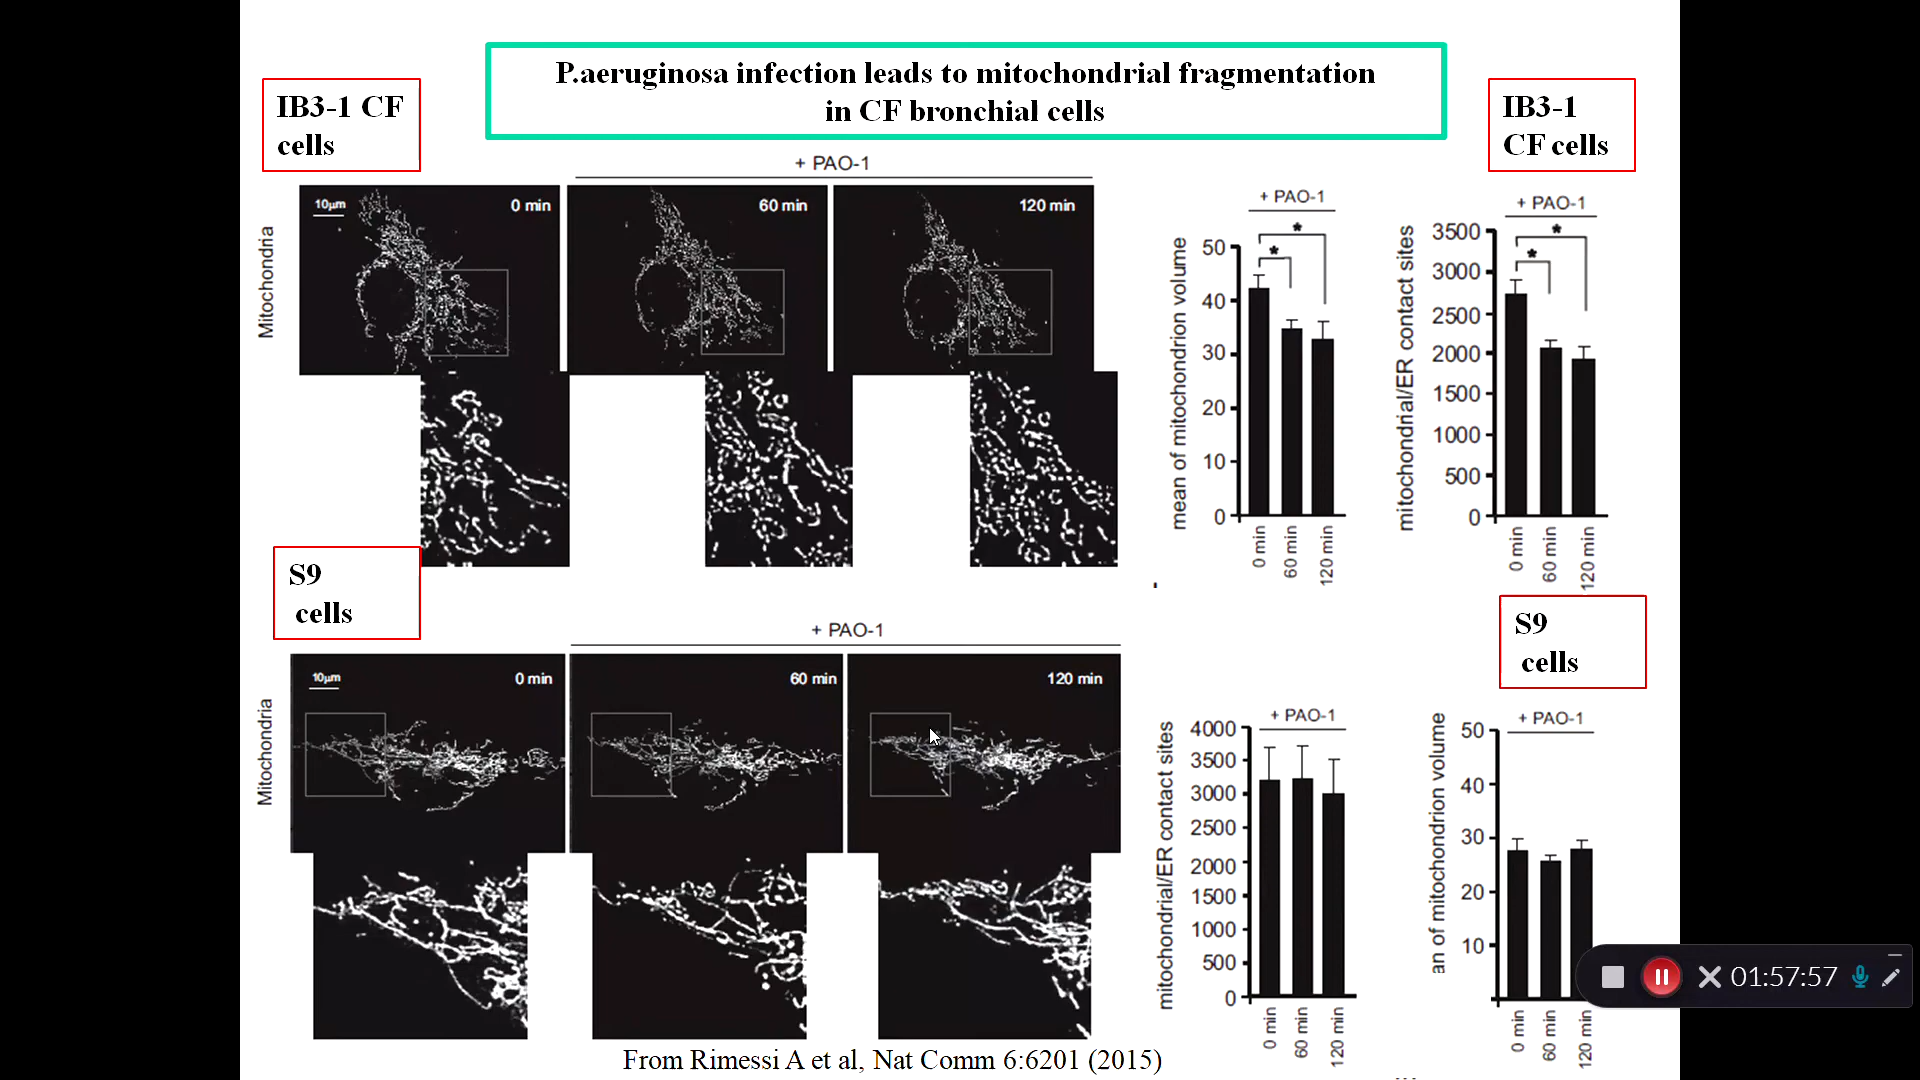 P.aeruginosa infection leads to mitochondrial fragmentation
in CF bronchial cells
IB3-1 CF
cells
IB3-1
CF cells
+ PAO-1
Mitochondria
10μm
0 min
60 min
120 min
+ PAO-1
mean of mitochondrion volume
50
40
30
20
10
0
*
*
0 min
60 min
120 min
+ PAO-1
mitochondrial/ER contact sites
3500
3000
2500
2000
1500
1000
500
0
*
*
0 min
60 min
120 min
S9
cells
S9
cells
+ PAO-1
Mitochondria
10μm
0 min
60 min
120 min
+ PAO-1
mitochondrial/ER contact sites
4000
3500
3000
2500
2000
1500
1000
500
0
0 min
60 min
120 min
+ PAO-1
an of mitochondrion volume
50
40
30
20
10
0 min
60 min
120 min
01:57:57
From Rimessi A et al, Nat Comm 6:6201 (2015)